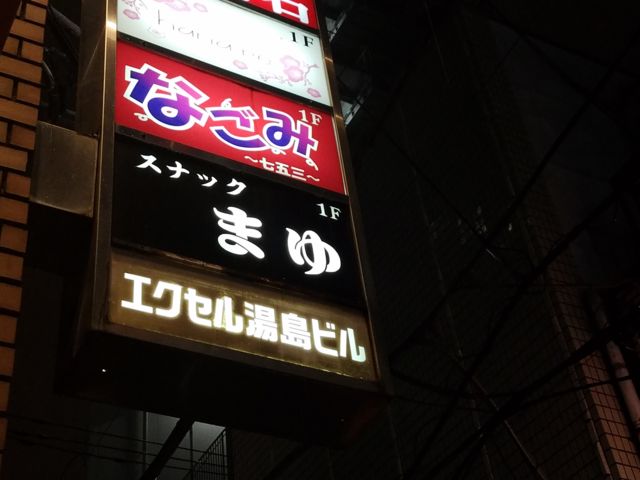 1F
なごみ
1F
〜七五三〜
スナック
1F
まゆ
エクセル湯島ビル